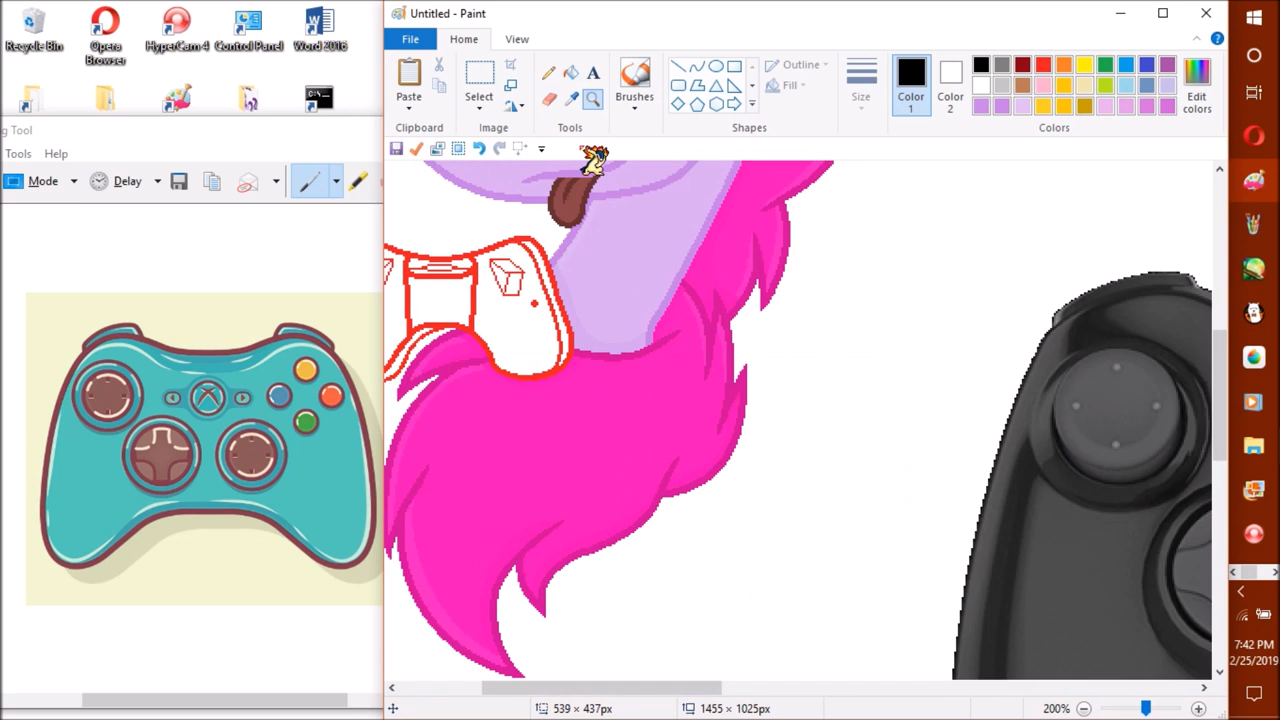 Recycle Bin
Opera Browser
HyperCam 4
Control Panel
Word 2016
g Tool
Tools Help
Mode Delay
Untitled - Paint
File Home View
Paste
Select
Brushes
Outline
Fill
Size
Color 1
Color 2
Edit colors
Clipboard Image Tools Shapes Colors
539 × 437px
1455 × 1025px
200%
7:42 PM
2/25/2019